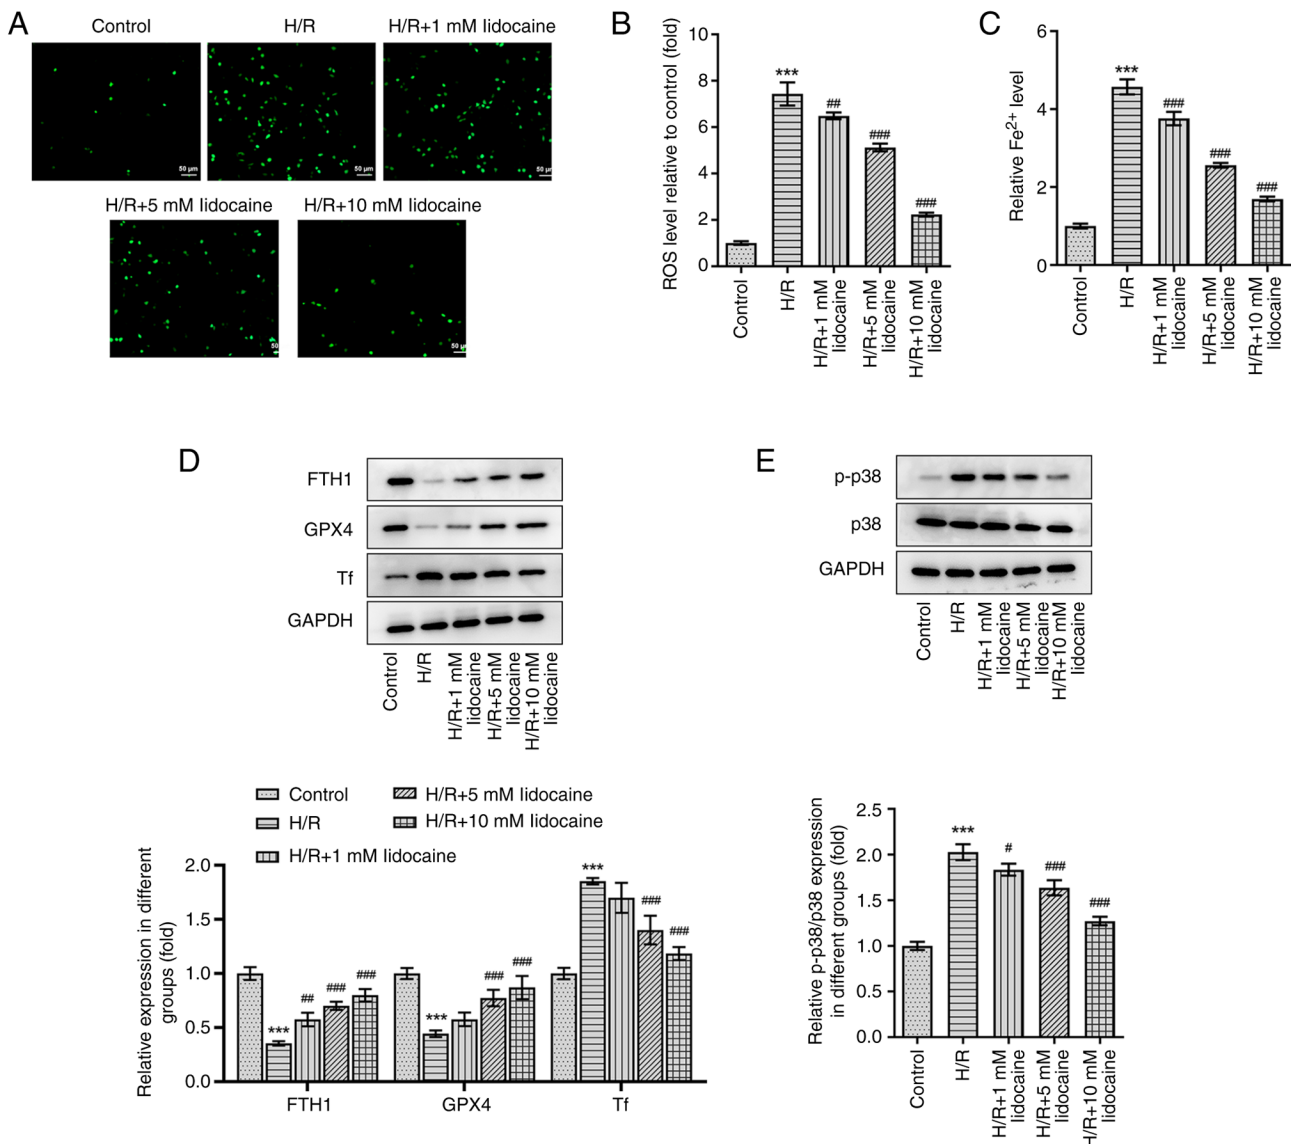 A
Control
H/R
H/R+1 mM lidocaine
50 µm
50 µm
50 µm
H/R+5 mM lidocaine
H/R+10 mM lidocaine
50
50 µ
B
ROS level relative to control (fold)
10
8
6
4
2
0
***
##
###
###
Control
H/R
H/R+1 mM
lidocaine
H/R+5 mM
lidocaine
H/R+10 mM
lidocaine
C
Relative Fe2+ level
6
4
2
0
***
###
###
###
Control
H/R
H/R+1 mM
lidocaine
H/R+5 mM
lidocaine
H/R+10 mM
lidocaine
D
FTH1
GPX4
Tf
GAPDH
Control
H/R
H/R+1 mM
lidocaine
H/R+5 mM
lidocaine
H/R+10 mM
lidocaine
Control
H/R
H/R+1 mM lidocaine
H/R+5 mM lidocaine
H/R+10 mM lidocaine
Relative expression in different
groups (fold)
2.0
1.5
1.0
0.5
0.0
***
##
###
###
***
###
###
***
###
###
FTH1
GPX4
Tf
E
p-p38
p38
GAPDH
Control
H/R
H/R+1 mM
lidocaine
H/R+5 mM
lidocaine
H/R+10 mM
lidocaine
Relative p-p38/p38 expression
in different groups (fold)
2.5
2.0
1.5
1.0
0.5
0.0
***
#
###
###
Control
H/R
H/R+1 mM
lidocaine
H/R+5 mM
lidocaine
H/R+10 mM
lidocaine